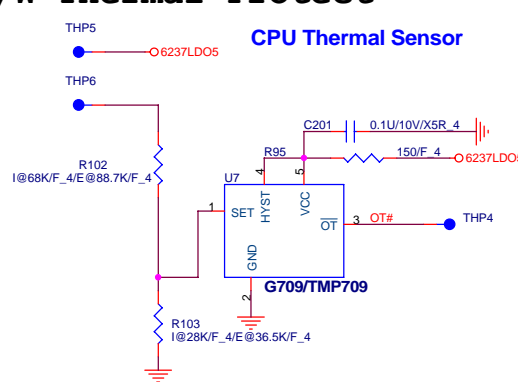 THP5
6237LDO5
CPU Thermal Sensor
THP6
C201
0.1U/10V/X5R_4
R95
150/F_4
6237LDO5
R102
I@68K/F_4/E@88.7K/F_4
U7
4
5
1
SET
HYST
VCC
OT
3
OT#
THP4
GND
2
G709/TMP709
R103
I@28K/F_4/E@36.5K/F_4